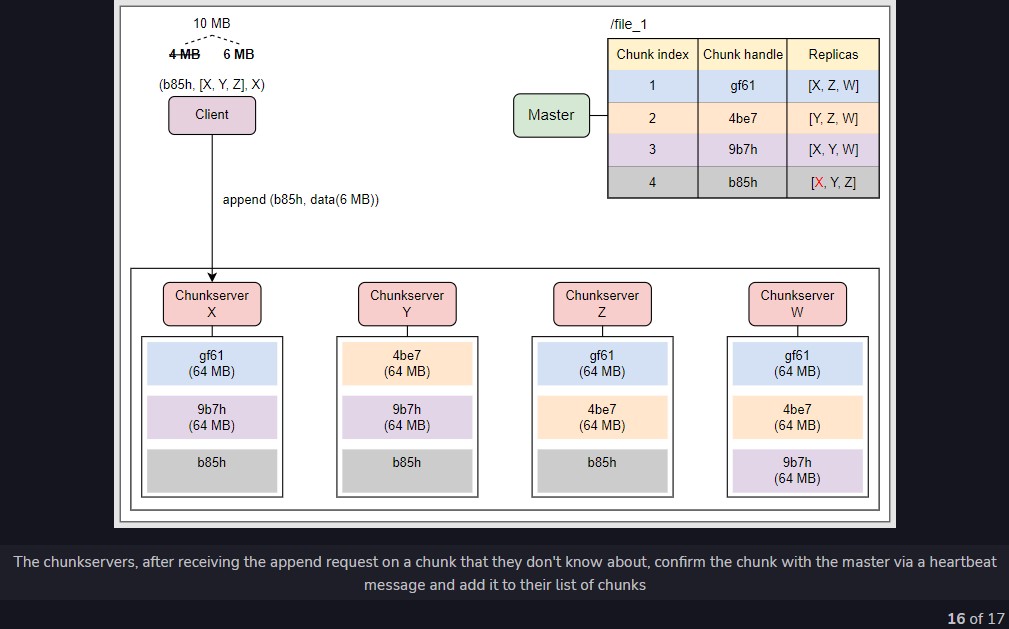 10 MB
4 MB 6 MB
(b85h, [X, Y, Z], X)
Client
append (b85h, data(6 MB))
Master
/file_1
Chunk index Chunk handle Replicas
1 gf61 [X, Z, W]
2 4be7 [Y, Z, W]
3 9b7h [X, Y, W]
4 b85h [X, Y, Z]
Chunkserver
X
gf61
(64 MB)
9b7h
(64 MB)
b85h
Chunkserver
Y
4be7
(64 MB)
9b7h
(64 MB)
b85h
Chunkserver
Z
gf61
(64 MB)
4be7
(64 MB)
b85h
Chunkserver
W
gf61
(64 MB)
4be7
(64 MB)
9b7h
(64 MB)
The chunkservers, after receiving the append request on a chunk that they don't know about, confirm the chunk with the master via a heartbeat
message and add it to their list of chunks
16 of 17